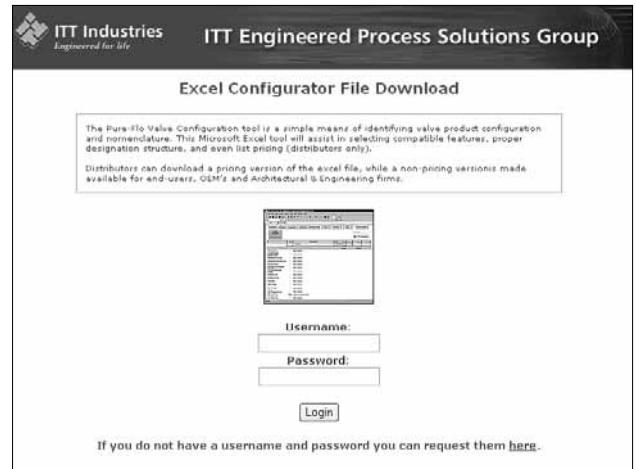 ITT Industries
Engineered for life
ITT Engineered Process Solutions Group
Excel Configurator File Download
The Pure-Flo Valve Configuration tool is a simple means of identifying valve product configuration
and nomenclature. This Microsoft Excel tool will assist in selecting compatible features, proper
designation structure, and even list pricing (distributors only).
Distributors can download a pricing version of the excel file, while a non-pricing versionis made
available for end-users, OEM's and Architectural & Engineering firms.
Username:
Password:
Login
If you do not have a username and password you can request them here.